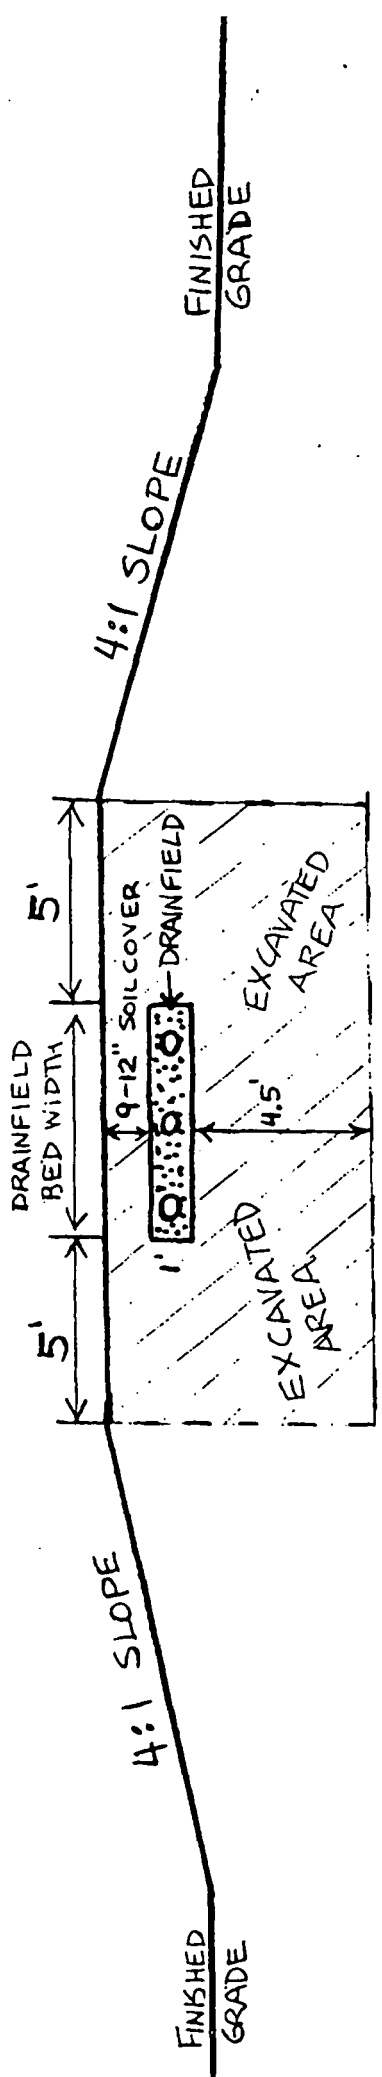 FINISHED
GRADE
4:1 SLOPE
5'
DRAINFIELD
BED WIDTH
5'
9-12" SOIL COVER
DRAINFIELD
1'
4.5'
EXCAVATED
AREA
EXCAVATED
AREA
4:1 SLOPE
FINISHED
GRADE